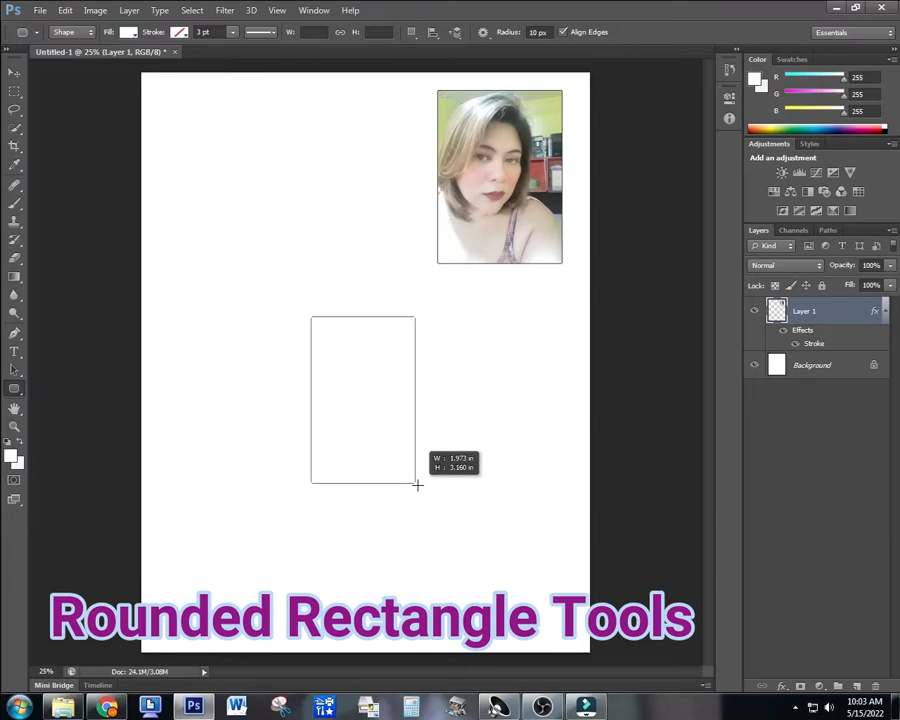 Ps File Edit Image Layer Type Select Filter 3D View Window Help
Shape Fill: Stroke: 3 pt W: H: Radius: 10 px Align Edges Essentials
Untitled-1 @ 25% (Layer 1, RGB/8) * ×
Color Swatches
R 255
G 255
B 255
Adjustments Styles
Add an adjustment
Layers Channels Paths
Kind
Normal Opacity: 100%
Lock: Fill: 100%
Layer 1 fx
Effects
Stroke
Background
W : 1.973 in
H : 3.160 in
Rounded Rectangle Tools
25% Doc: 24.1M/3.08M
Mini Bridge Timeline
Ps W
10:03 AM
5/15/2022